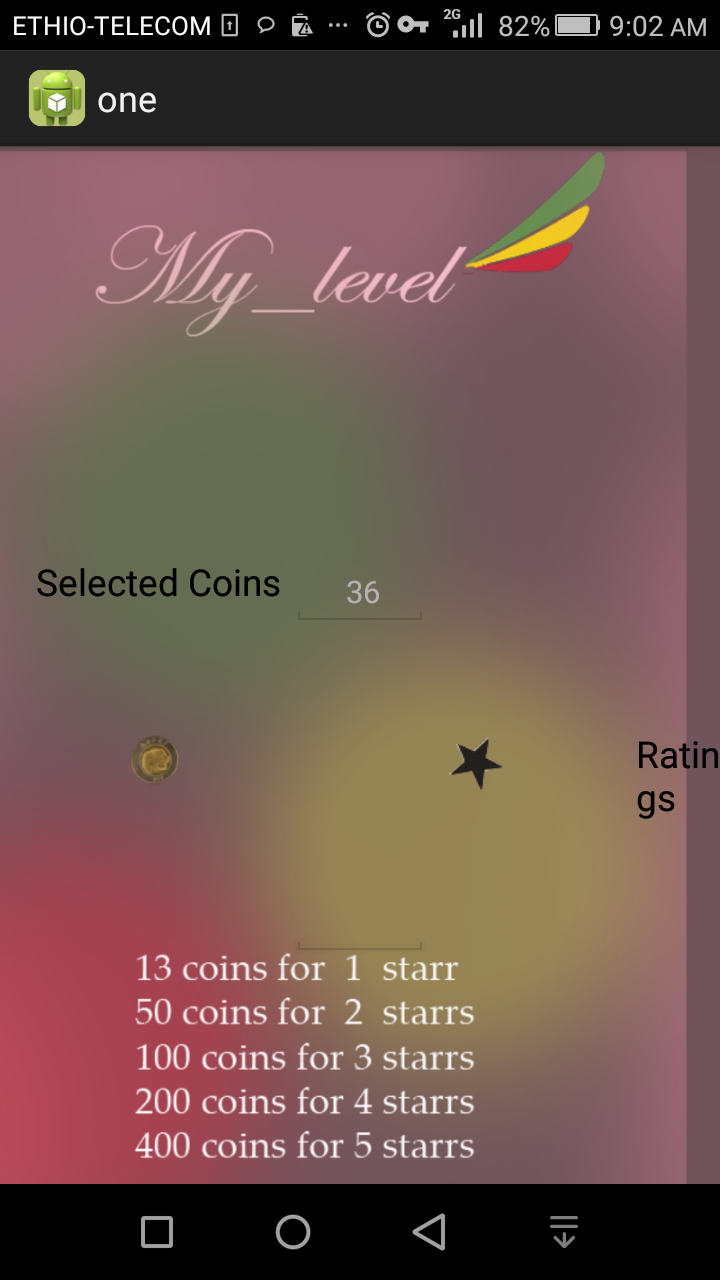 ETHIO-TELECOM 2G 82% 9:02 AM
one
My_level
Selected Coins 36
Ratin
gs
13 coins for 1 starr
50 coins for 2 starrs
100 coins for 3 starrs
200 coins for 4 starrs
400 coins for 5 starrs